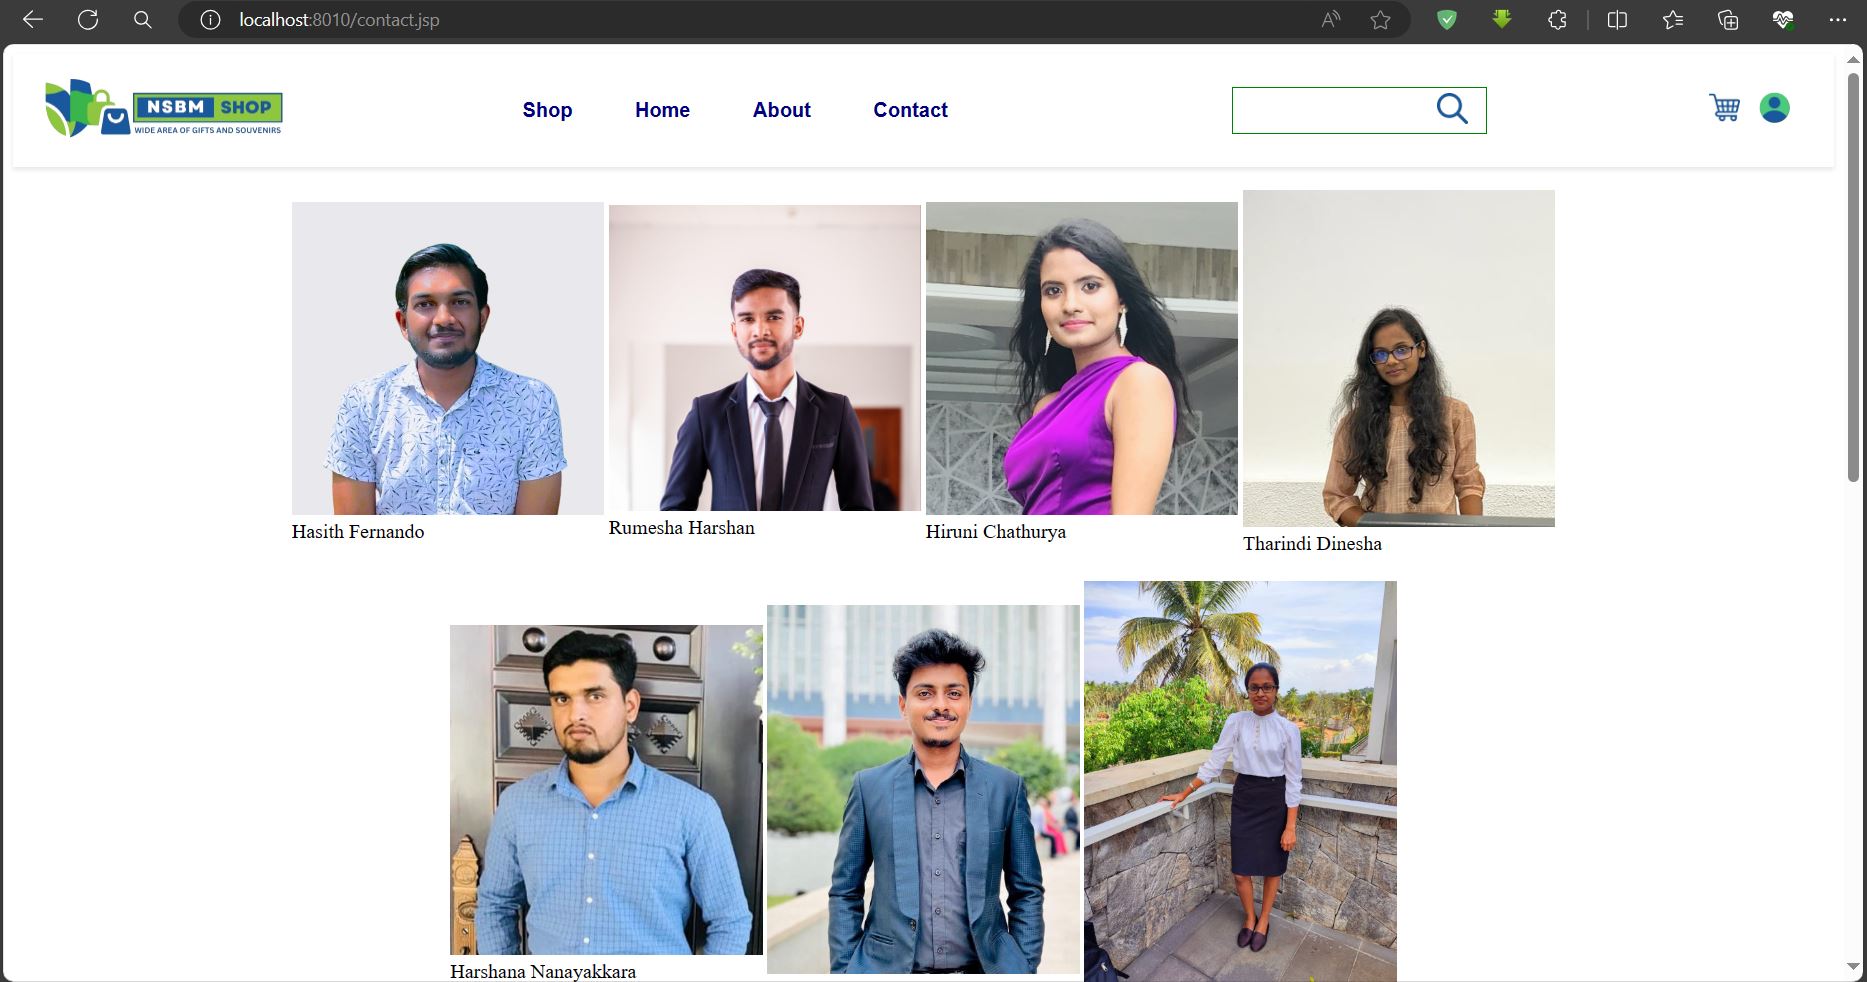 localhost:8010/contact.jsp
NSBM SHOP
WIDE AREA OF GIFTS AND SOUVENIRS
Shop
Home
About
Contact
Hasith Fernando
Rumesha Harshan
Hiruni Chathurya
Tharindi Dinesha
Harshana Nanayakkara